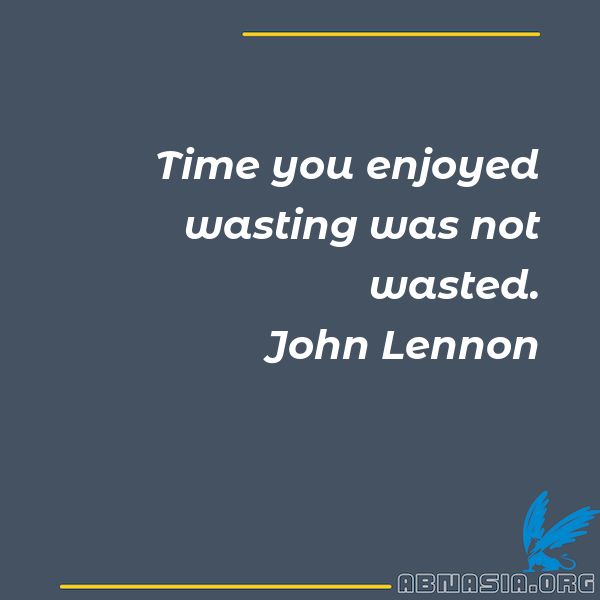 Time you enjoyed
wasting was not
wasted.
John Lennon
ABNASIA.ORG